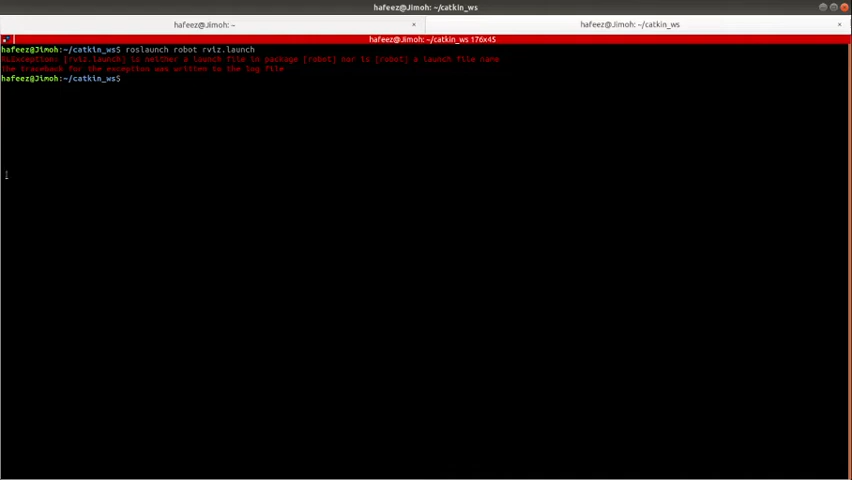 hafeez@Jimoh: ~/catkin_ws
hafeez@Jimoh: ~
hafeez@Jimoh: ~/catkin_ws
hafeez@Jimoh: ~/catkin_ws 176x45
hafeez@Jimoh:~/catkin_ws$ roslaunch robot rviz.launch
RLException: [rviz.launch] is neither a launch file in package [robot] nor is [robot] a launch file name
The traceback for the exception was written to the log file
hafeez@Jimoh:~/catkin_ws$